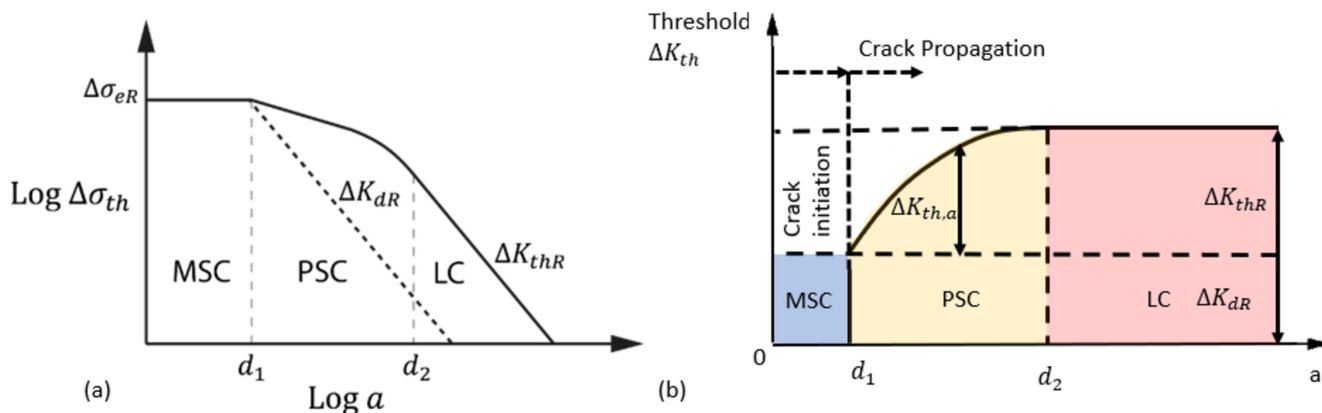 Δσ_eR
Log Δσ_th
ΔK_dR
MSC
PSC
LC
ΔK_thR
d_1
d_2
Log a
(a)
(b)
Threshold
ΔK_th
Crack Propagation
Crack
initiation
ΔK_th,a
ΔK_thR
MSC
PSC
LC
ΔK_dR
0
d_1
d_2
a